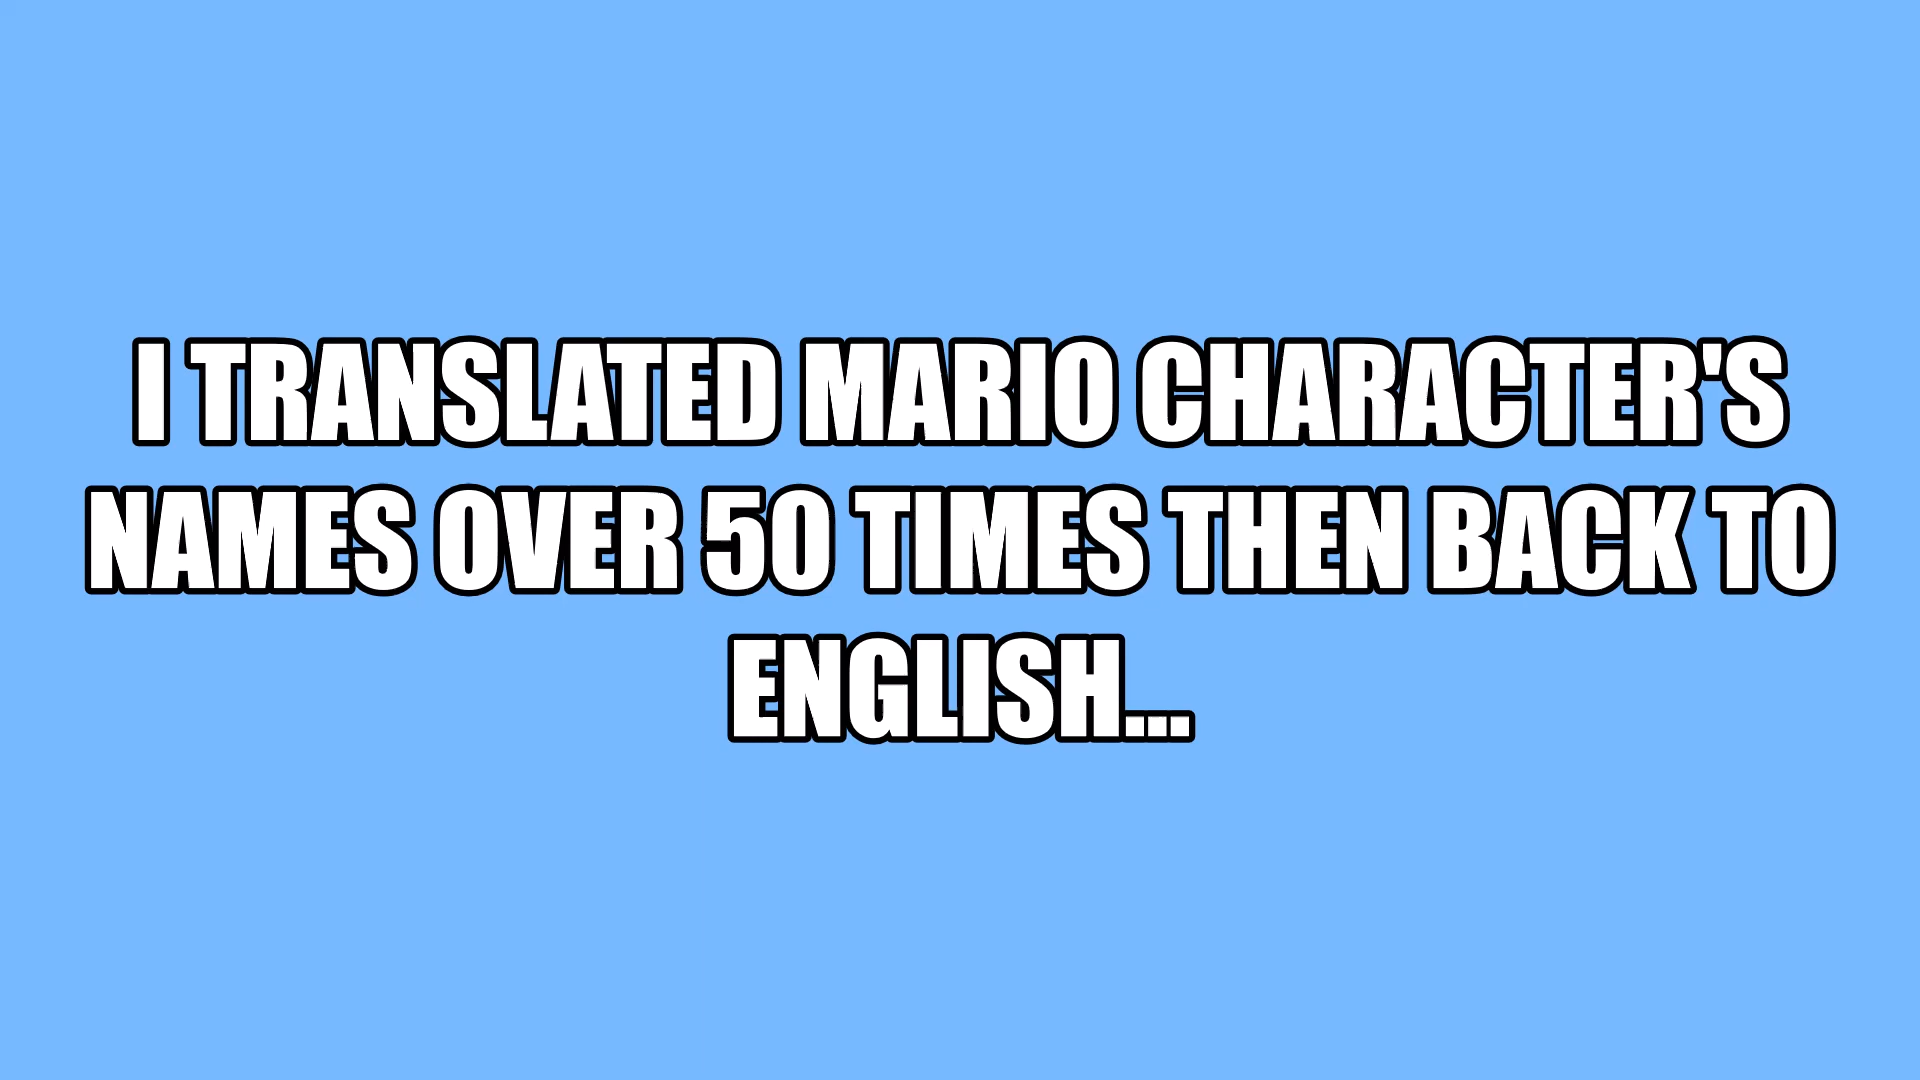 I TRANSLATED MARIO CHARACTER'S
NAMES OVER 50 TIMES THEN BACK TO
ENGLISH...